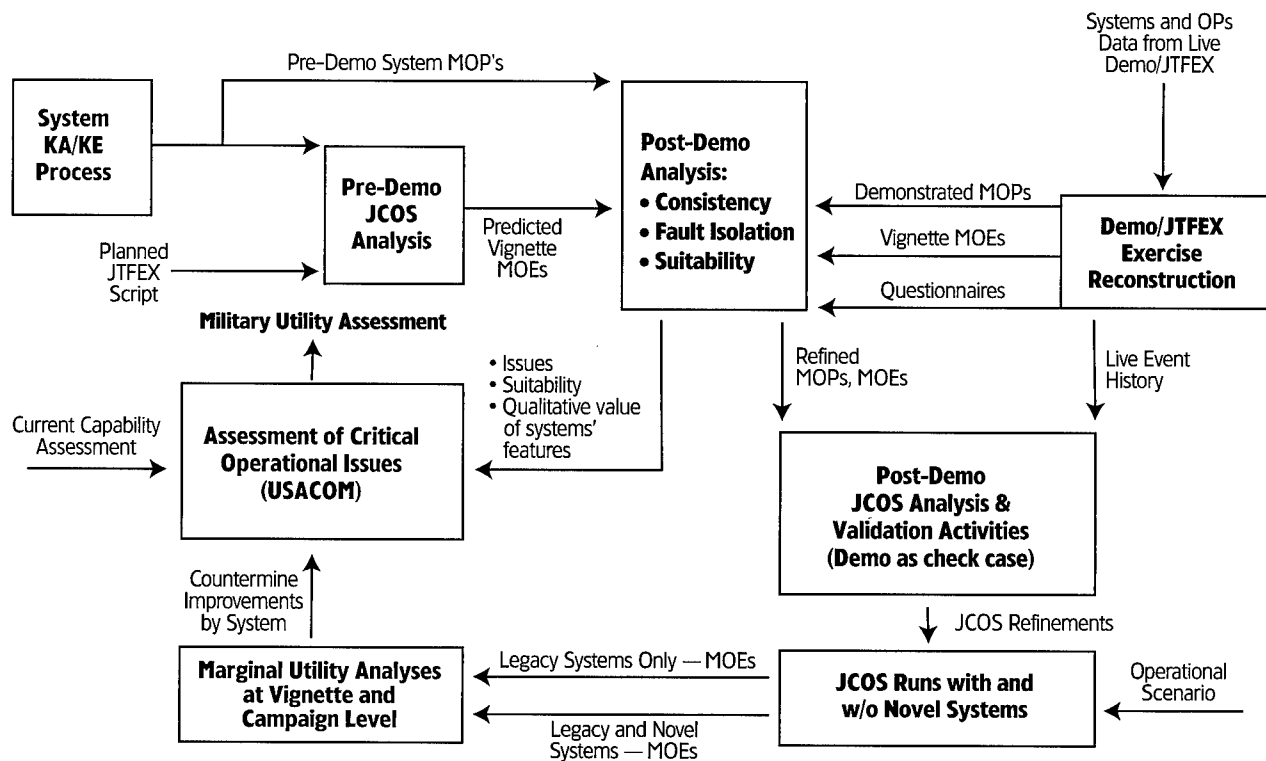 Systems and OPs
Data from Live
Demo/JTFEX
Pre-Demo System MOP's
System
KA/KE
Process
Pre-Demo
JCOS
Analysis
Planned
JTFEX
Script
Predicted
Vignette
MOEs
Post-Demo
Analysis:
• Consistency
• Fault Isolation
• Suitability
Demonstrated MOPs
Vignette MOEs
Questionnaires
Demo/JTFEX
Exercise
Reconstruction
Military Utility Assessment
• Issues
• Suitability
• Qualitative value
of systems'
features
Refined
MOPs, MOEs
Live Event
History
Current Capability
Assessment
Assessment of Critical
Operational Issues
(USACOM)
Post-Demo
JCOS Analysis &
Validation Activities
(Demo as check case)
Countermine
Improvements
by System
JCOS Refinements
Marginal Utility Analyses
at Vignette and
Campaign Level
Legacy Systems Only — MOEs
Legacy and Novel
Systems — MOEs
JCOS Runs with and
w/o Novel Systems
Operational
Scenario